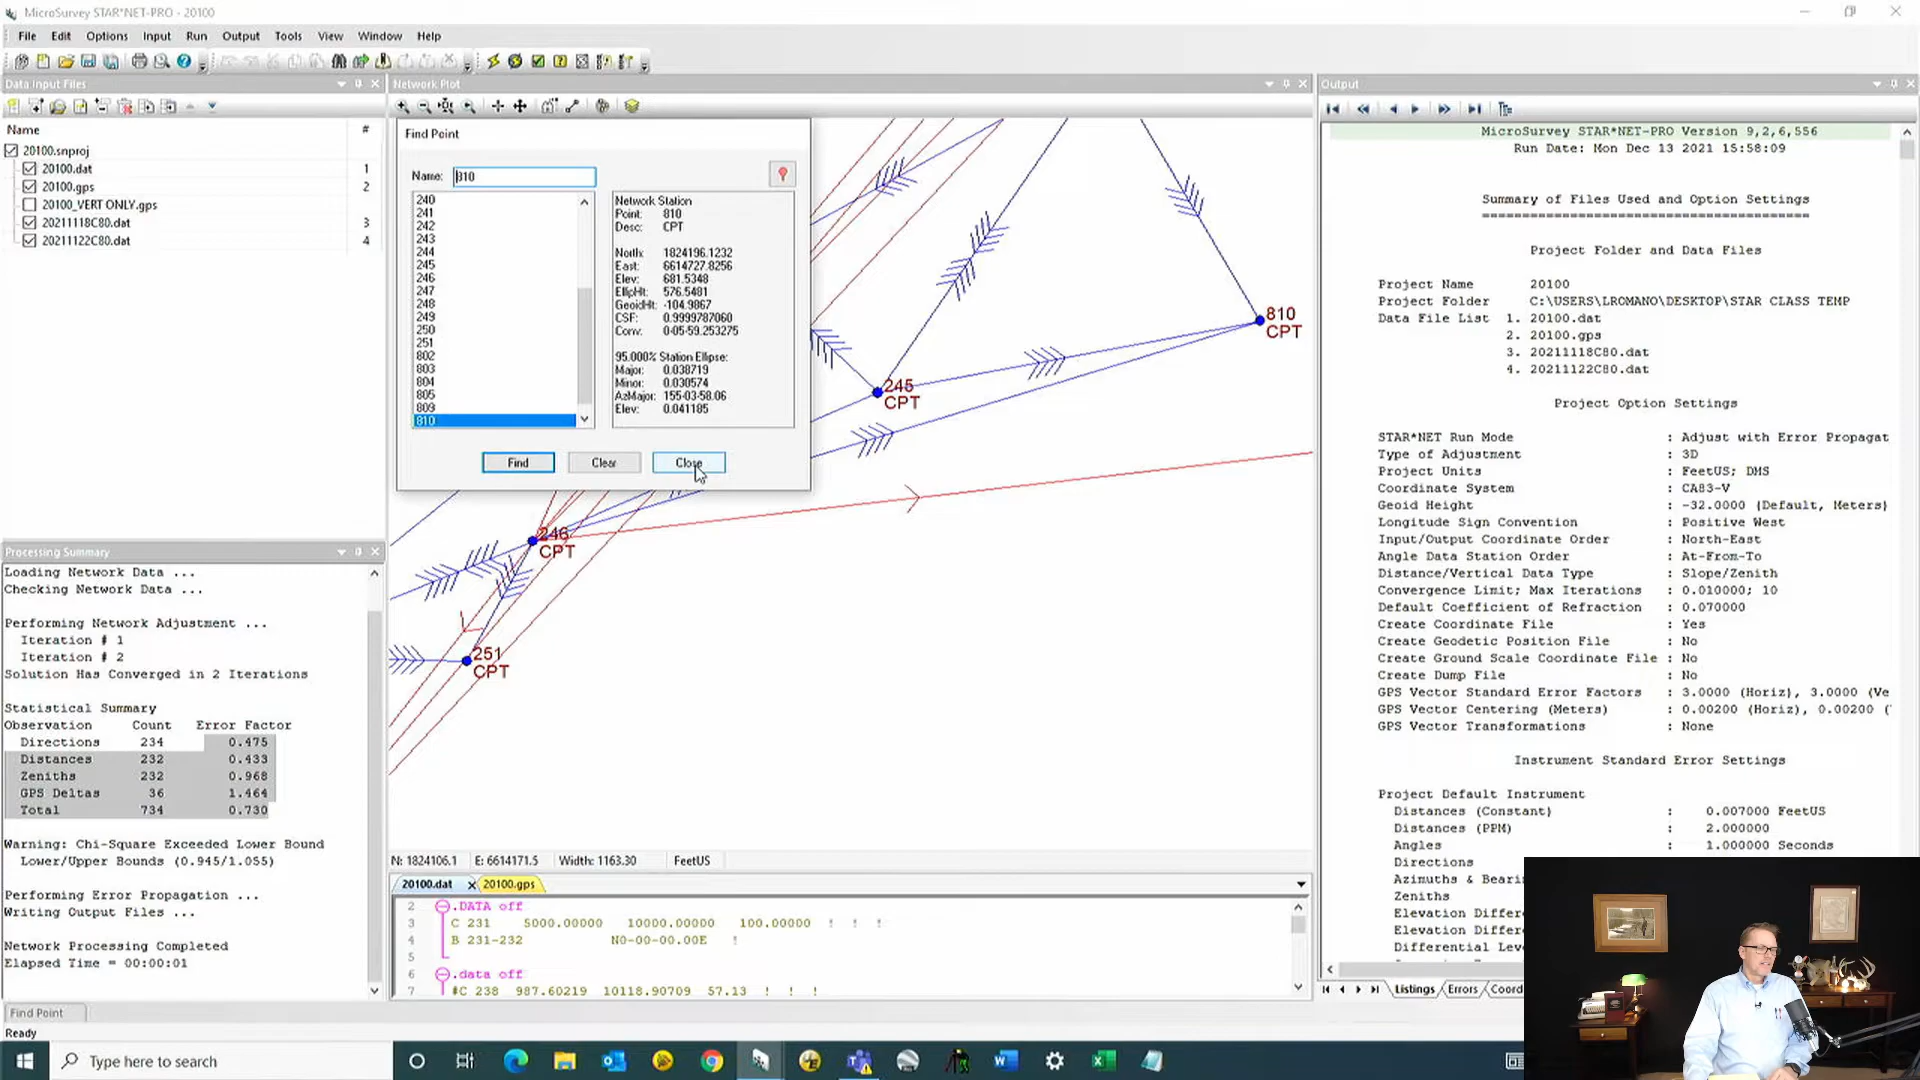 MicroSurvey STAR*NET-PRO - 20100
File Edit Options Input Run Output Tools View Window Help
Data Input Files
Name #
20100.snproj
20100.dat 1
20100.gps 2
20100_VERT ONLY.gps
20211118C80.dat 3
20211122C80.dat 4
Processing Summary
Loading Network Data ...
Checking Network Data ...
Performing Network Adjustment ...
Iteration # 1
Iteration # 2
Solution Has Converged in 2 Iterations
Statistical Summary
Observation Count Error Factor
Directions 234 0.475
Distances 232 0.433
Zeniths 232 0.968
GPS Deltas 36 1.464
Total 734 0.730
Warning: Chi-Square Exceeded Lower Bound
Lower/Upper Bounds (0.945/1.055)
Performing Error Propagation ...
Writing Output Files ...
Network Processing Completed
Elapsed Time = 00:00:01
Find Point
Ready
Network Plot
Find Point
Name: 810
240
241
242
243
244
245
246
247
248
249
250
251
802
803
804
805
809
810
Network Station
Point: 810
Desc: CPT
North: 1824196.1232
East: 6614727.8256
Elev: 681.5348
EllipHt: 576.5481
GeoidHt: -104.9867
CSF: 0.9999787060
Conv: 0-05-59.253275
95.000% Station Ellipse:
Major: 0.038719
Minor: 0.030574
AzMajor: 155-03-58.06
Elev: 0.041185
Find Clear Close
810
CPT
245
CPT
246
CPT
251
CPT
N: 1824106.1 E: 6614171.5 Width: 1163.30 FeetUS
20100.dat 20100.gps
2 .DATA off
3 C 231 5000.00000 10000.00000 100.00000 ! ! !
4 B 231-232 N0-00-00.00E !
5
6 .data off
7 #C 238 987.60219 10118.90709 57.13 ! ! !
Output
MicroSurvey STAR*NET-PRO Version 9,2,6,556
Run Date: Mon Dec 13 2021 15:58:09
Summary of Files Used and Option Settings
=========================================
Project Folder and Data Files
Project Name 20100
Project Folder C:\USERS\LROMANO\DESKTOP\STAR CLASS TEMP
Data File List 1. 20100.dat
2. 20100.gps
3. 20211118C80.dat
4. 20211122C80.dat
Project Option Settings
STAR*NET Run Mode : Adjust with Error Propagat
Type of Adjustment : 3D
Project Units : FeetUS; DMS
Coordinate System : CA83-V
Geoid Height : -32.0000 (Default, Meters)
Longitude Sign Convention : Positive West
Input/Output Coordinate Order : North-East
Angle Data Station Order : At-From-To
Distance/Vertical Data Type : Slope/Zenith
Convergence Limit; Max Iterations : 0.010000; 10
Default Coefficient of Refraction : 0.070000
Create Coordinate File : Yes
Create Geodetic Position File : No
Create Ground Scale Coordinate File : No
Create Dump File : No
GPS Vector Standard Error Factors : 3.0000 (Horiz), 3.0000 (Ve
GPS Vector Centering (Meters) : 0.00200 (Horiz), 0.00200 (
GPS Vector Transformations : None
Instrument Standard Error Settings
Project Default Instrument
Distances (Constant) : 0.007000 FeetUS
Distances (PPM) : 2.000000
Angles : 1.000000 Seconds
Directions
Azimuths & Beari
Zeniths
Elevation Differ
Elevation Differ
Differential Lev
Listings Errors Coord
Type here to search